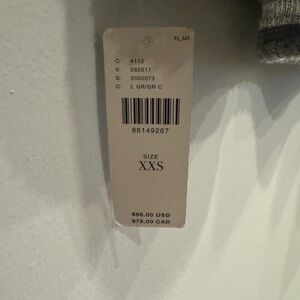 FL_025
C: 4112
V: 092017
S: 0000073
C: L GR/GR C
86149267
SIZE
XXS
$68.00 USD
$78.00 CAD